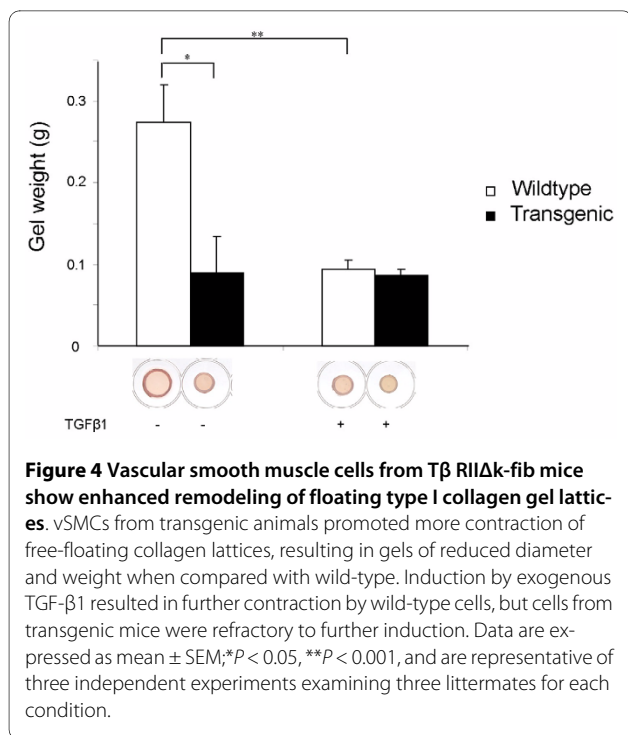 **
*
0.3
0.2
0.1
0
Gel weight (g)
Wildtype
Transgenic
TGFβ1 - - + +
Figure 4 Vascular smooth muscle cells from Tβ RIIΔk-fib mice
show enhanced remodeling of floating type I collagen gel lattic-
es. vSMCs from transgenic animals promoted more contraction of
free-floating collagen lattices, resulting in gels of reduced diameter
and weight when compared with wild-type. Induction by exogenous
TGF-β1 resulted in further contraction by wild-type cells, but cells from
transgenic mice were refractory to further induction. Data are ex-
pressed as mean ± SEM;*P < 0.05, **P < 0.001, and are representative of
three independent experiments examining three littermates for each
condition.